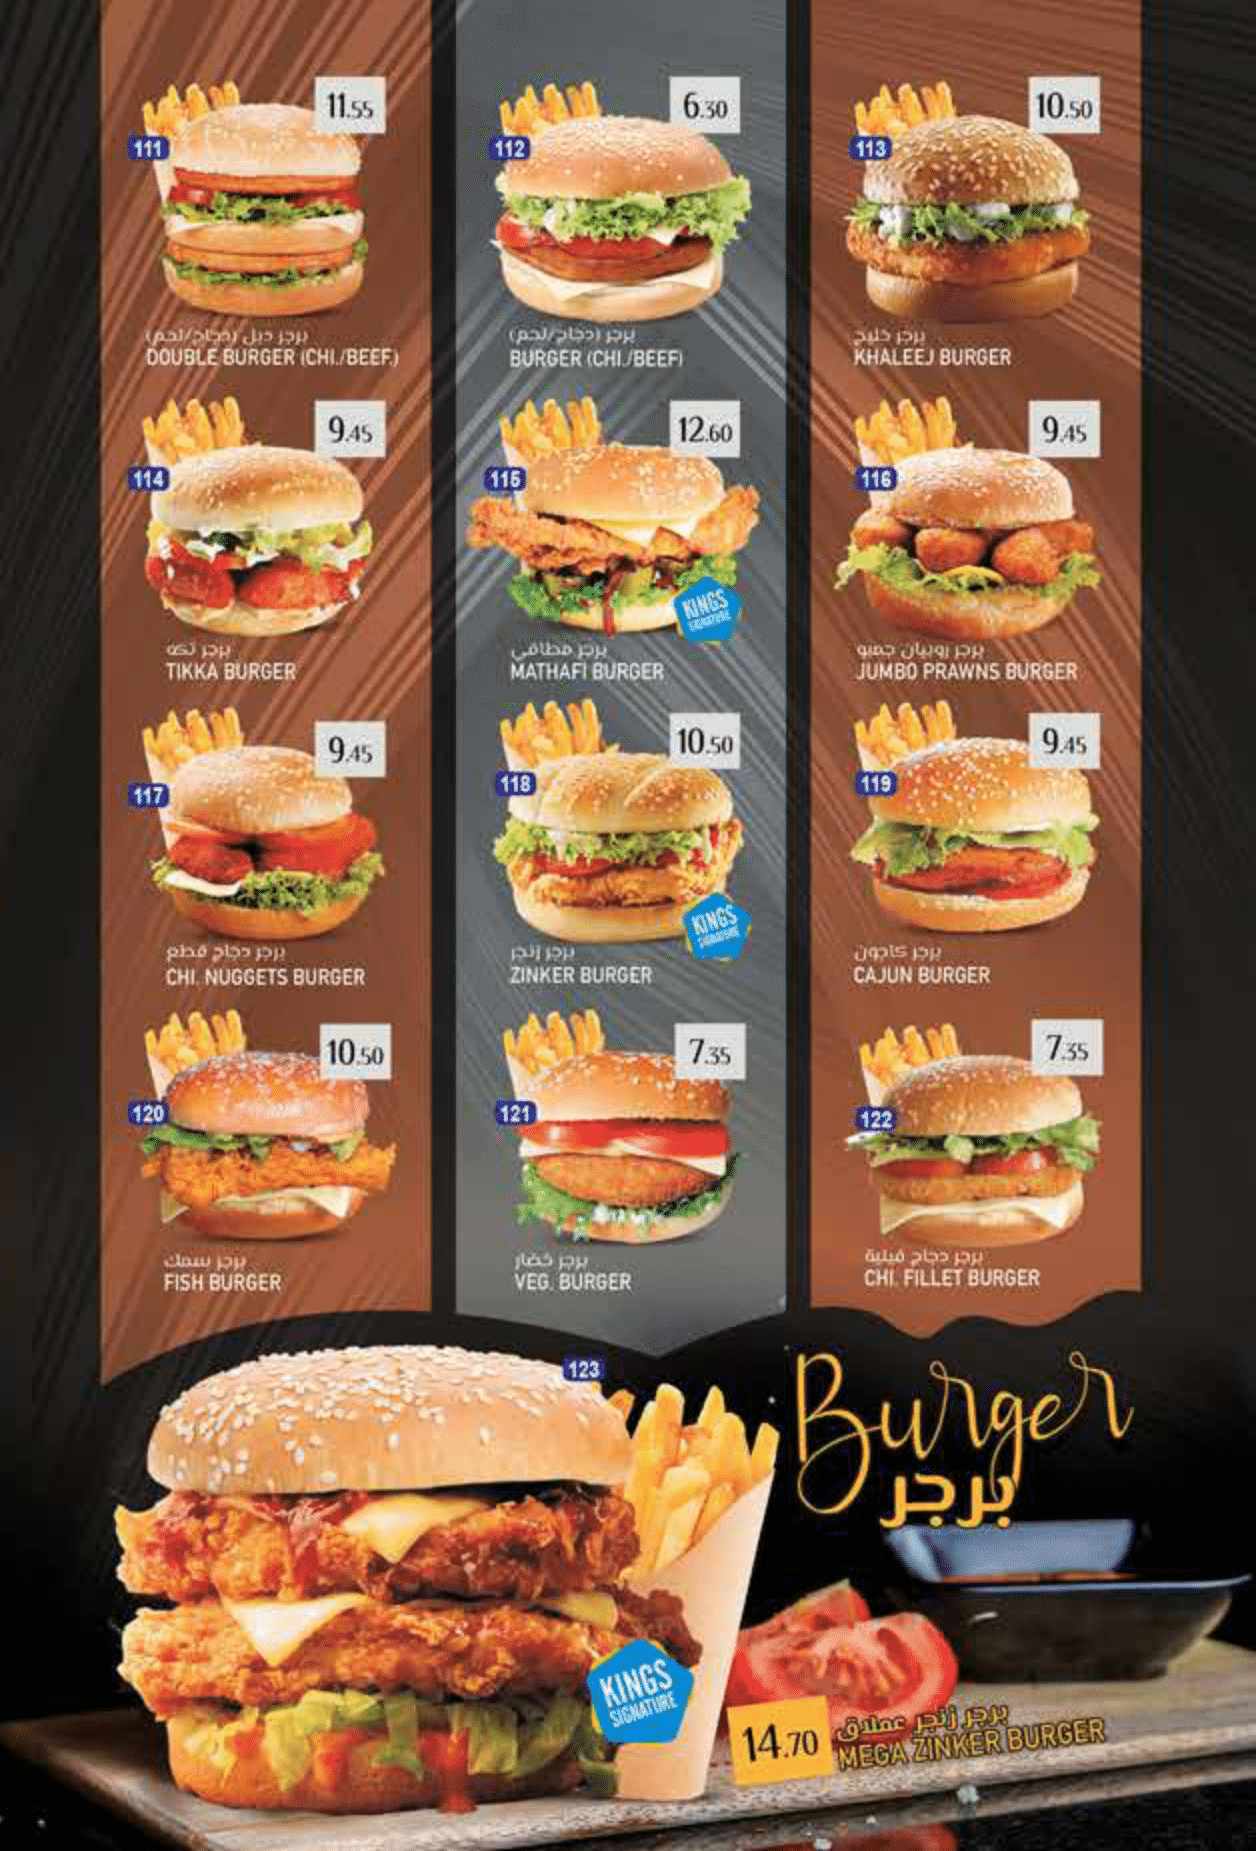 11.55
111
برجر دبل (دجاج/لحم)
DOUBLE BURGER (CHI./BEEF.)
6.30
112
برجر (دجاج/لحم)
BURGER (CHI./BEEF)
10.50
113
برجر خليج
KHALEEJ BURGER
9.45
114
برجر تكه
TIKKA BURGER
12.60
115
KINGS
SIGNATURE
برجر مطافي
MATHAFI BURGER
9.45
116
برجر روبيان جمبو
JUMBO PRAWNS BURGER
9.45
117
برجر دجاج قطع
CHI. NUGGETS BURGER
10.50
118
KINGS
SIGNATURE
برجر زنجر
ZINKER BURGER
9.45
119
برجر كاجون
CAJUN BURGER
10.50
120
برجر سمك
FISH BURGER
7.35
121
برجر خضار
VEG. BURGER
7.35
122
برجر دجاج فيلية
CHI. FILLET BURGER
123
Burger
برجر
KINGS
SIGNATURE
14.70
برجر زنجر عملاق
MEGA ZINKER BURGER